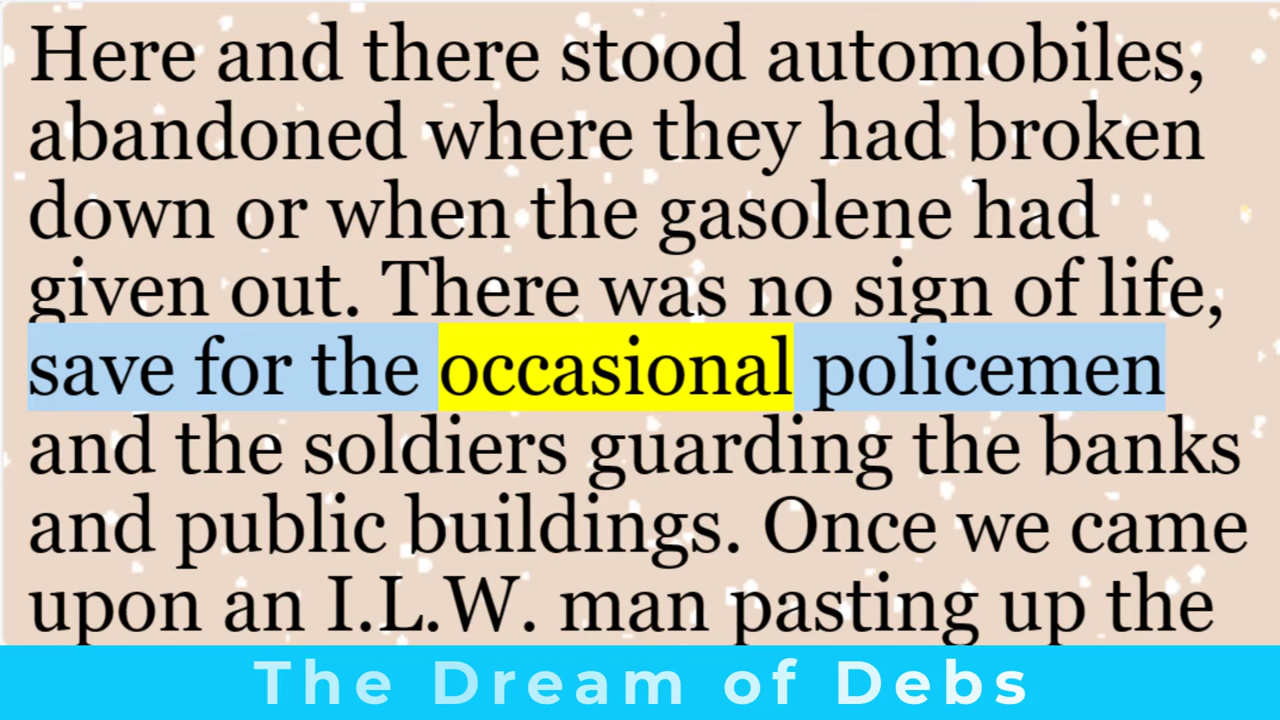 Here and there stood automobiles,
abandoned where they had broken
down or when the gasolene had
given out. There was no sign of life,
save for the occasional policemen
and the soldiers guarding the banks
and public buildings. Once we came
upon an I.L.W. man pasting up the
The Dream of Debs